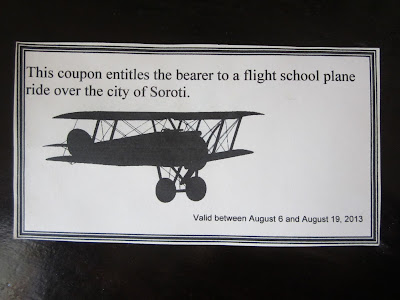 This coupon entitles the bearer to a flight school plane
ride over the city of Soroti.
Valid between August 6 and August 19, 2013